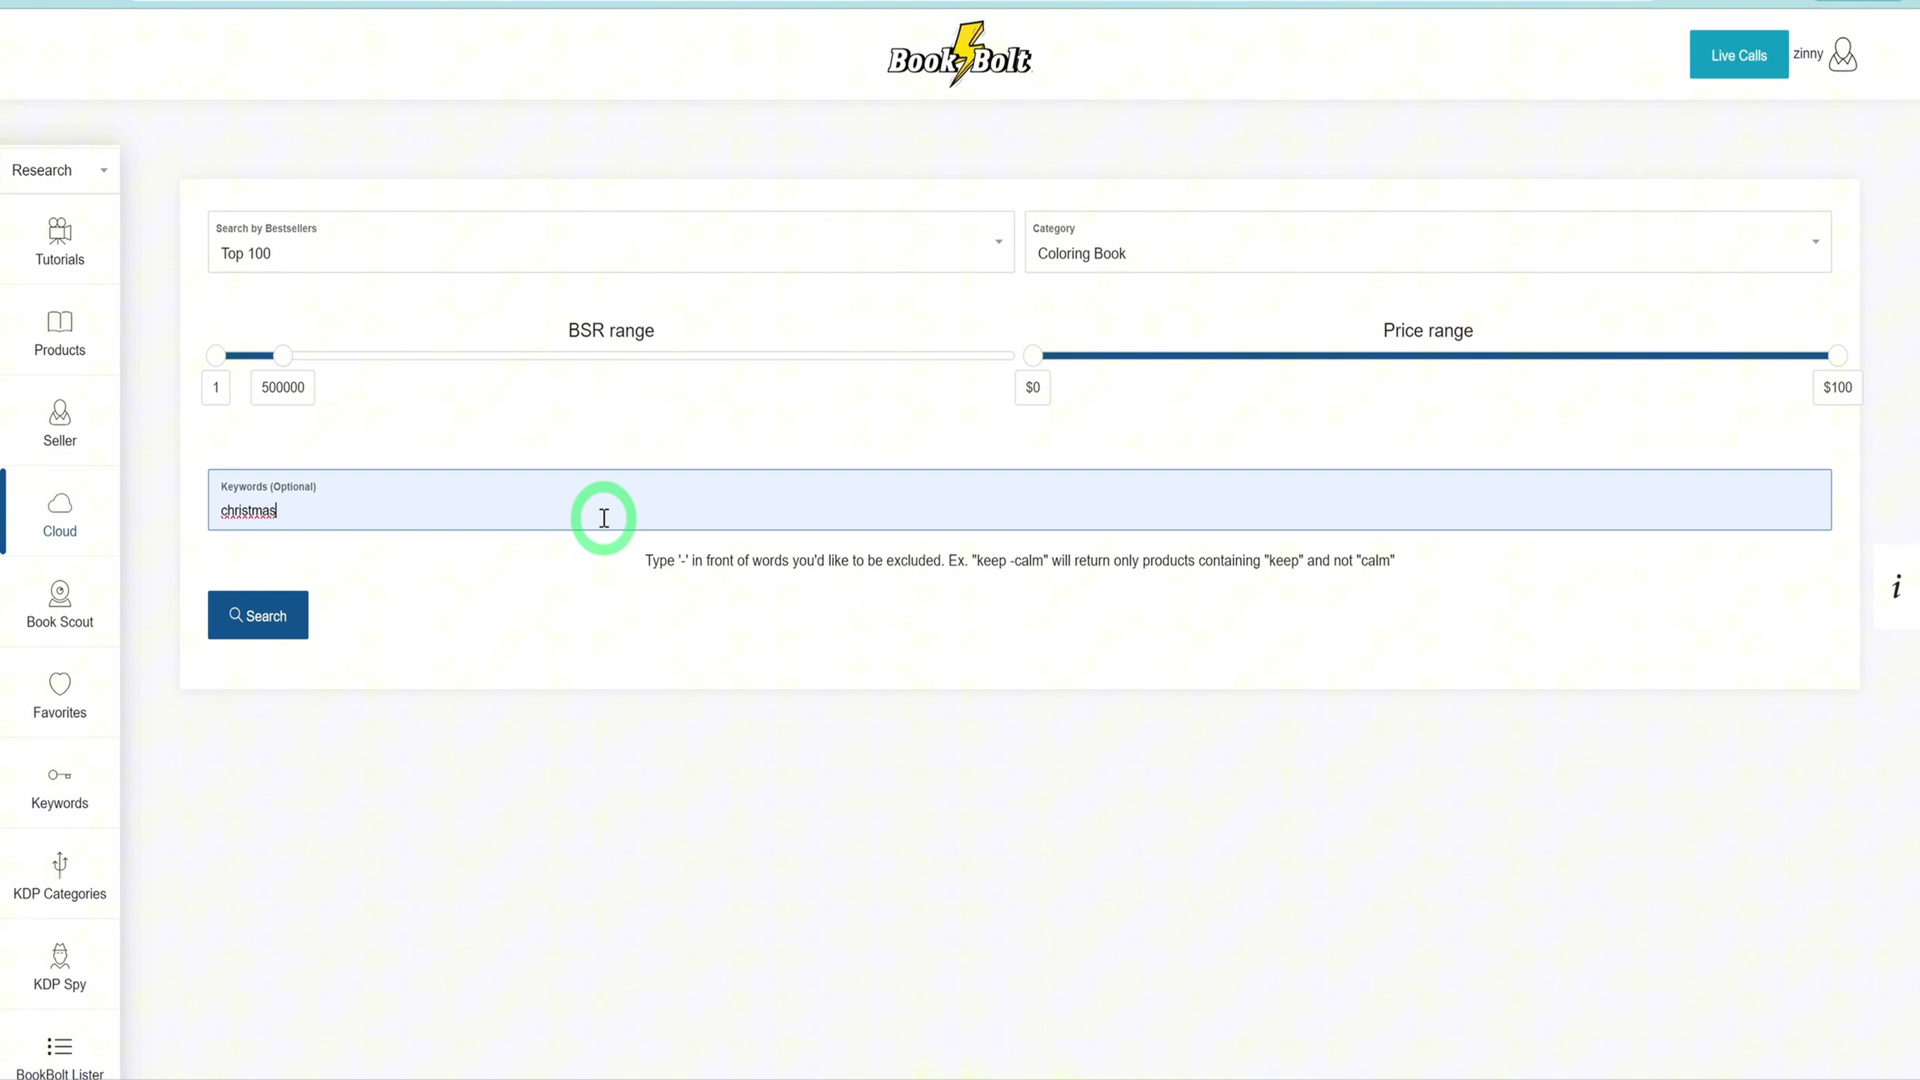 Book Bolt
Live Calls
zinny
Research
Tutorials
Products
Seller
Cloud
Book Scout
Favorites
Keywords
KDP Categories
KDP Spy
BookBolt Lister
Search by Bestsellers
Top 100
Category
Coloring Book
BSR range
1
500000
Price range
$0
$100
Keywords (Optional)
christmas
Type '-' in front of words you'd like to be excluded. Ex. "keep -calm" will return only products containing "keep" and not "calm"
Search
i